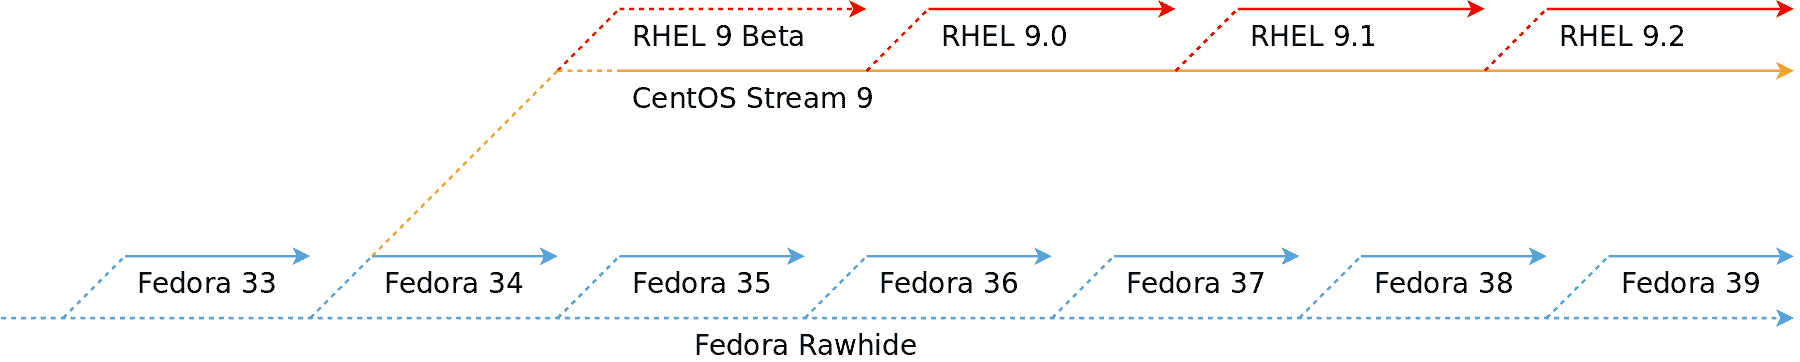 RHEL 9 Beta
RHEL 9.0
RHEL 9.1
RHEL 9.2
CentOS Stream 9
Fedora 33
Fedora 34
Fedora 35
Fedora 36
Fedora 37
Fedora 38
Fedora 39
Fedora Rawhide